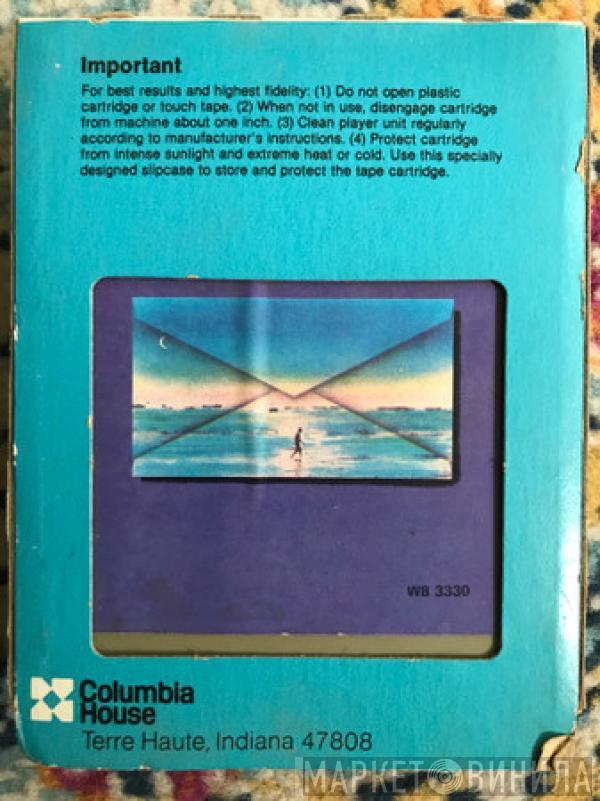 Important
For best results and highest fidelity: (1) Do not open plastic
cartridge or touch tape. (2) When not in use, disengage cartridge
from machine about one inch. (3) Clean player unit regularly
according to manufacturer's instructions. (4) Protect cartridge
from intense sunlight and extreme heat or cold. Use this specially
designed slipcase to store and protect the tape cartridge.
WB 3330
Columbia
House
Terre Haute, Indiana 47808
МАРКЕТ ВИНИЛА